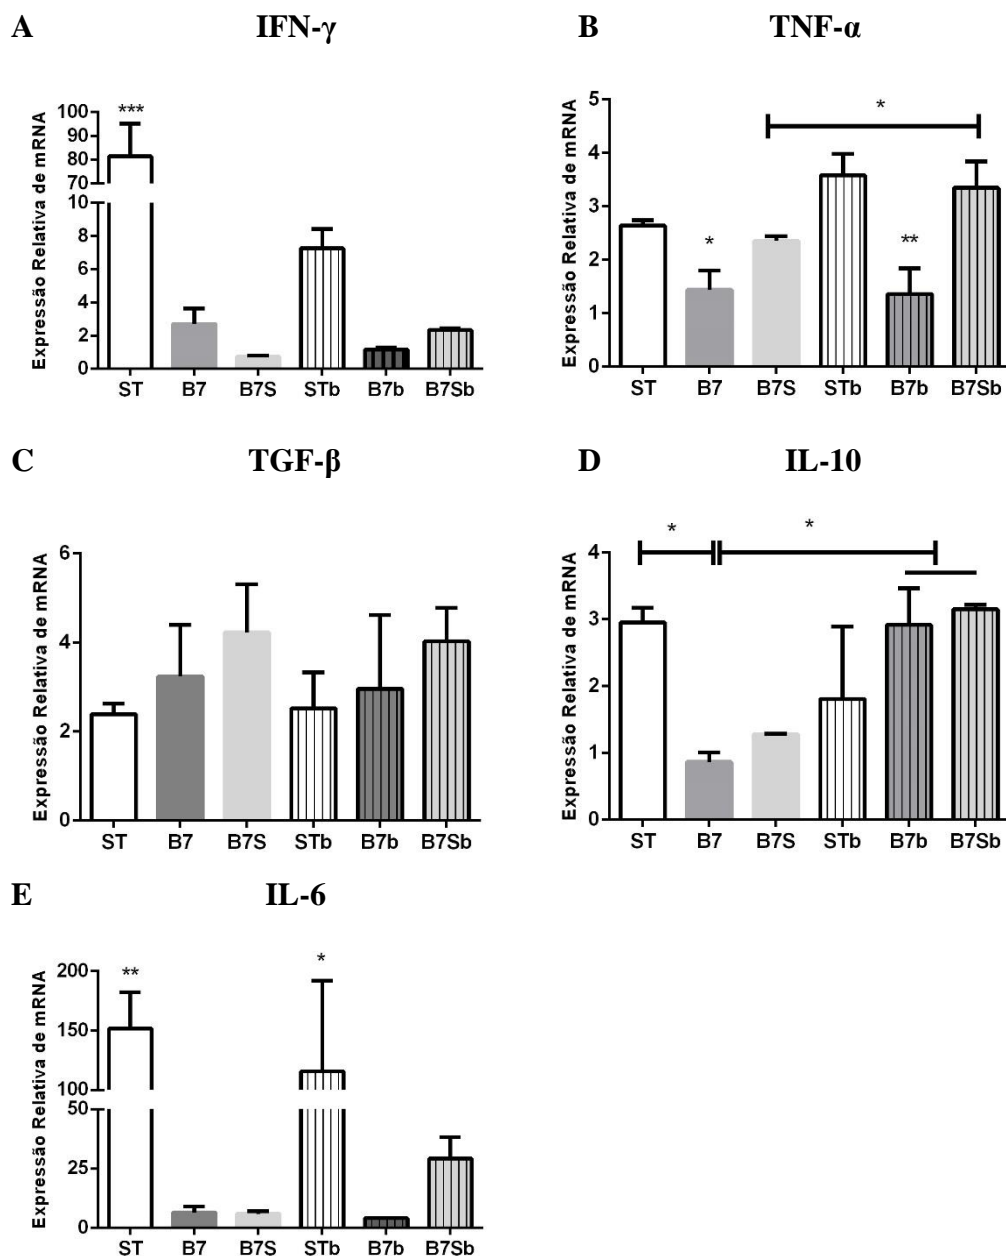 A IFN-γ
Expressão Relativa de mRNA
100
90
80
70
10
8
6
4
2
0
***
ST B7 B7S STb B7b B7Sb
B TNF-α
Expressão Relativa de mRNA
5
4
3
2
1
0
*
*
**
ST B7 B7S STb B7b B7Sb
C TGF-β
Expressão Relativa de mRNA
6
4
2
0
ST B7 B7S STb B7b B7Sb
D IL-10
Expressão Relativa de mRNA
4
3
2
1
0
* *
ST B7 B7S STb B7b B7Sb
E IL-6
Expressão Relativa de mRNA
200
150
100
50
25
0
** *
ST B7 B7S STb B7b B7Sb